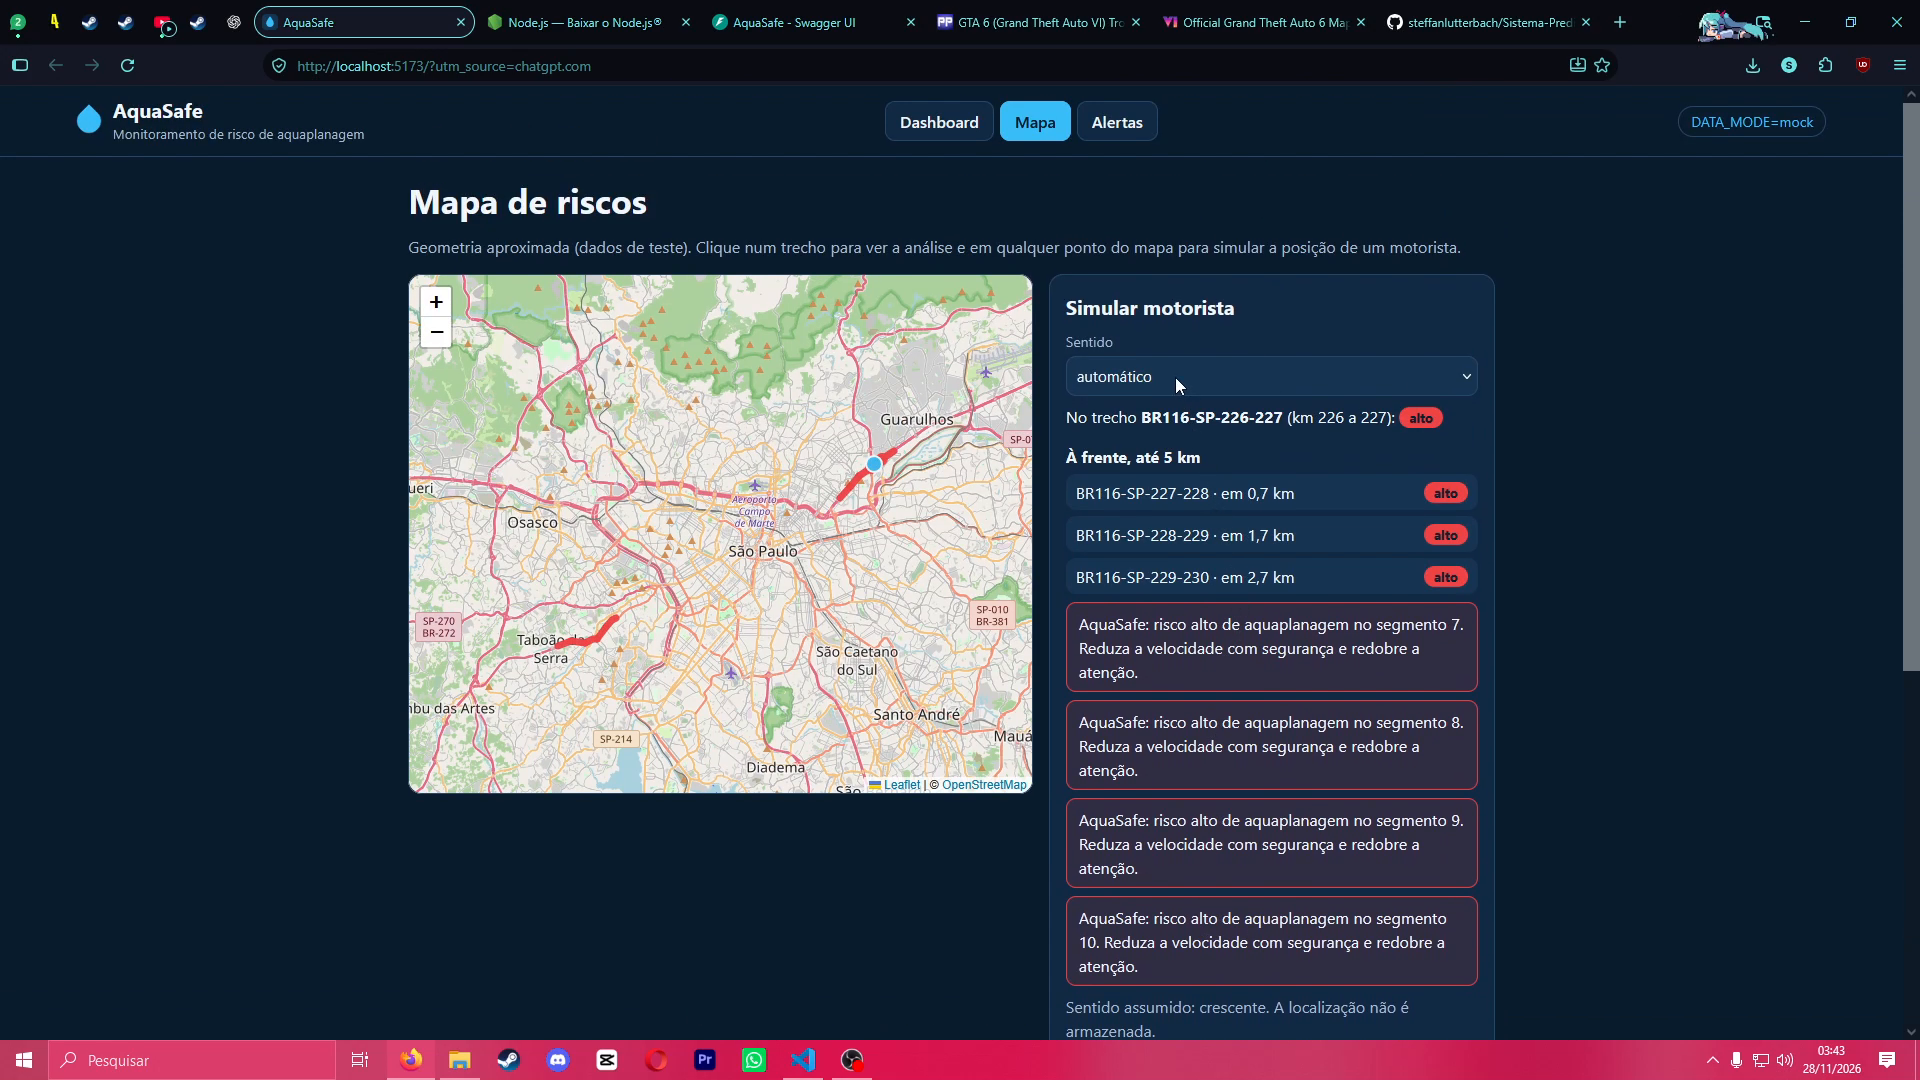 2
AquaSafe
Node.js — Baixar o Node.js®
AquaSafe - Swagger UI
GTA 6 (Grand Theft Auto VI) Tro
Official Grand Theft Auto 6 Map
steffanlutterbach/Sistema-Pred
http://localhost:5173/?utm_source=chatgpt.com
AquaSafe
Monitoramento de risco de aquaplanagem
Dashboard
Mapa
Alertas
DATA_MODE=mock
Mapa de riscos
Geometria aproximada (dados de teste). Clique num trecho para ver a análise e em qualquer ponto do mapa para simular a posição de um motorista.
+
−
Guarulhos
SP-0
ueri
Osasco
Aeroporto
Campo
de Marte
São Paulo
SP-270
BR-272
SP-010
BR-381
Taboão da
Serra
São Caetano
do Sul
bu das Artes
Santo André
SP-214
Mauá
Diadema
São
Leaflet | © OpenStreetMap
Simular motorista
Sentido
automático
No trecho BR116-SP-226-227 (km 226 a 227): alto
À frente, até 5 km
BR116-SP-227-228 · em 0,7 km alto
BR116-SP-228-229 · em 1,7 km alto
BR116-SP-229-230 · em 2,7 km alto
AquaSafe: risco alto de aquaplanagem no segmento 7.
Reduza a velocidade com segurança e redobre a
atenção.
AquaSafe: risco alto de aquaplanagem no segmento 8.
Reduza a velocidade com segurança e redobre a
atenção.
AquaSafe: risco alto de aquaplanagem no segmento 9.
Reduza a velocidade com segurança e redobre a
atenção.
AquaSafe: risco alto de aquaplanagem no segmento
10. Reduza a velocidade com segurança e redobre a
atenção.
Sentido assumido: crescente. A localização não é
armazenada.
Pesquisar
Pr
03:43
28/11/2026